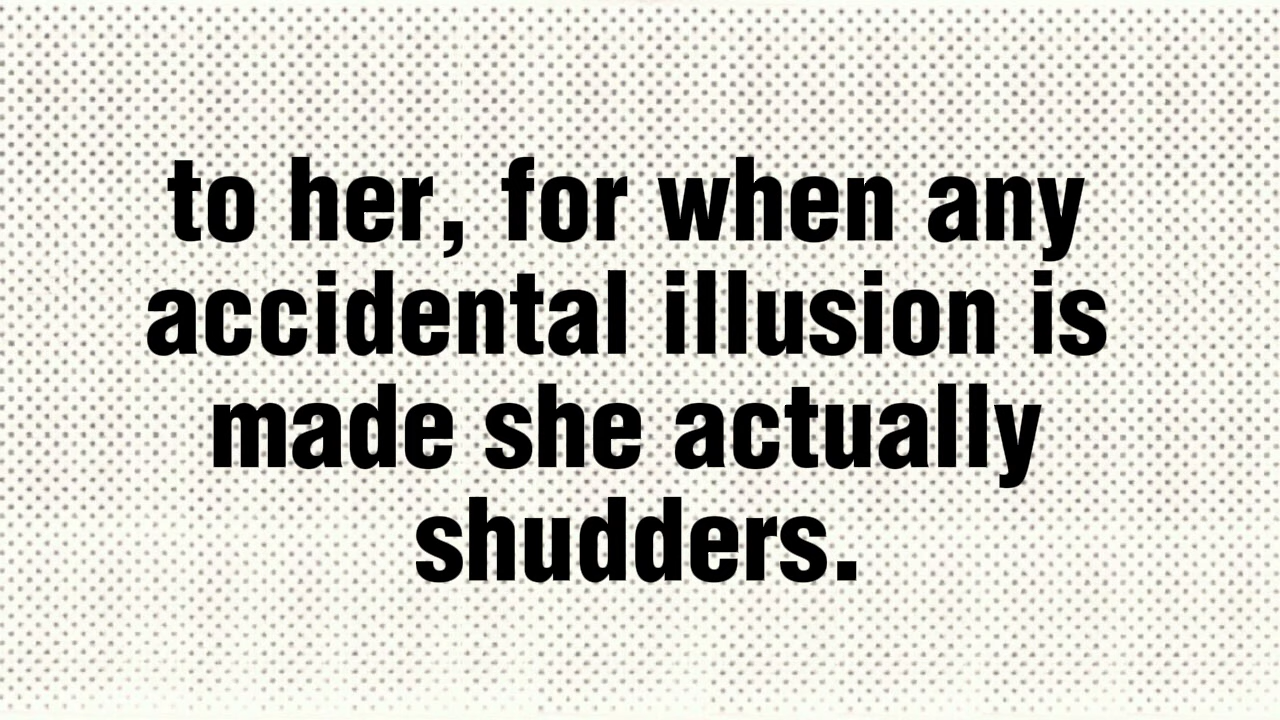 to her, for when any
accidental illusion is
made she actually
shudders.